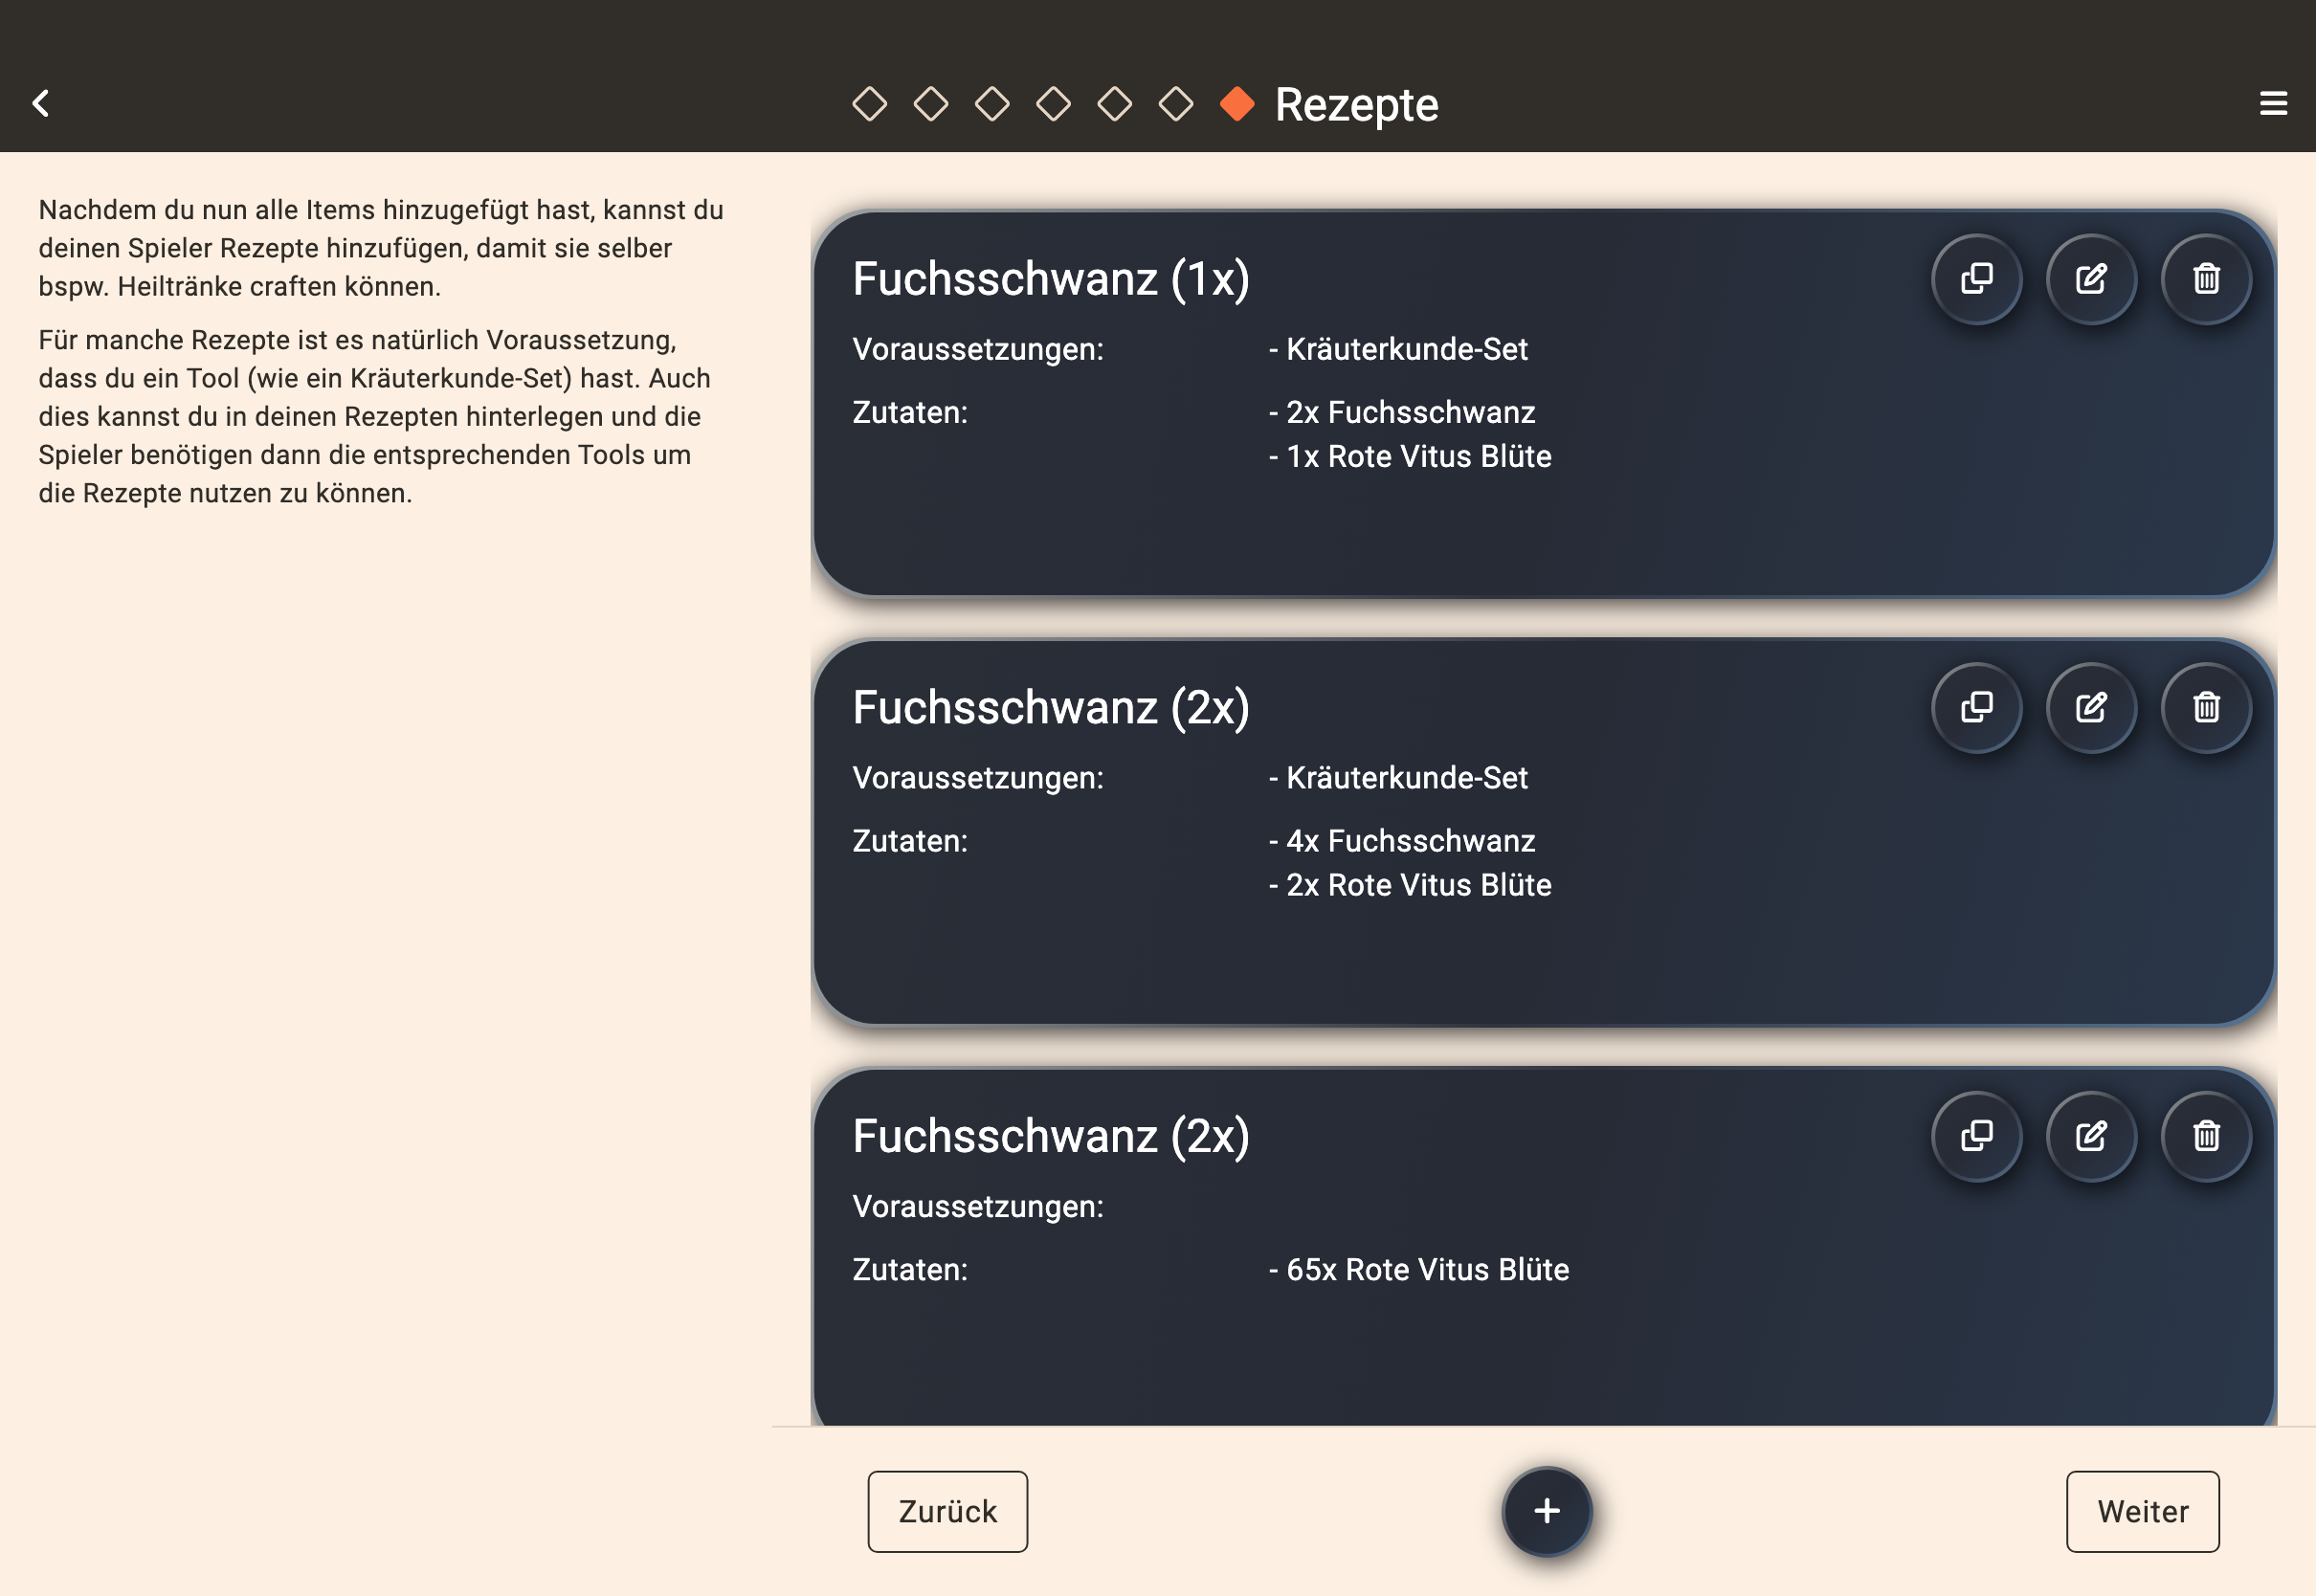 Rezepte
Nachdem du nun alle Items hinzugefügt hast, kannst du
deinen Spieler Rezepte hinzufügen, damit sie selber
bspw. Heiltränke craften können.
Für manche Rezepte ist es natürlich Voraussetzung,
dass du ein Tool (wie ein Kräuterkunde-Set) hast. Auch
dies kannst du in deinen Rezepten hinterlegen und die
Spieler benötigen dann die entsprechenden Tools um
die Rezepte nutzen zu können.
Fuchsschwanz (1x)
Voraussetzungen: - Kräuterkunde-Set
Zutaten: - 2x Fuchsschwanz
- 1x Rote Vitus Blüte
Fuchsschwanz (2x)
Voraussetzungen: - Kräuterkunde-Set
Zutaten: - 4x Fuchsschwanz
- 2x Rote Vitus Blüte
Fuchsschwanz (2x)
Voraussetzungen:
Zutaten: - 65x Rote Vitus Blüte
Zurück + Weiter